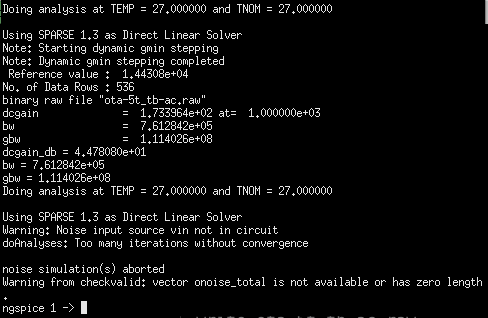 Doing analysis at TEMP = 27.000000 and TNOM = 27.000000
Using SPARSE 1.3 as Direct Linear Solver
Note: Starting dynamic gmin stepping
Note: Dynamic gmin stepping completed
Reference value :  1.44308e+04
No. of Data Rows : 536
binary raw file "ota-5t_tb-ac.raw"
dcgain              =  1.733964e+02 at=  1.000000e+03
bw                  =  7.612842e+05
gbw                 =  1.114026e+08
dcgain_db = 4.478080e+01
bw = 7.612842e+05
gbw = 1.114026e+08
Doing analysis at TEMP = 27.000000 and TNOM = 27.000000
Using SPARSE 1.3 as Direct Linear Solver
Warning: Noise input source vin not in circuit
doAnalyses: Too many iterations without convergence
noise simulation(s) aborted
Warning from checkvalid: vector onoise_total is not available or has zero length
.
ngspice 1 ->